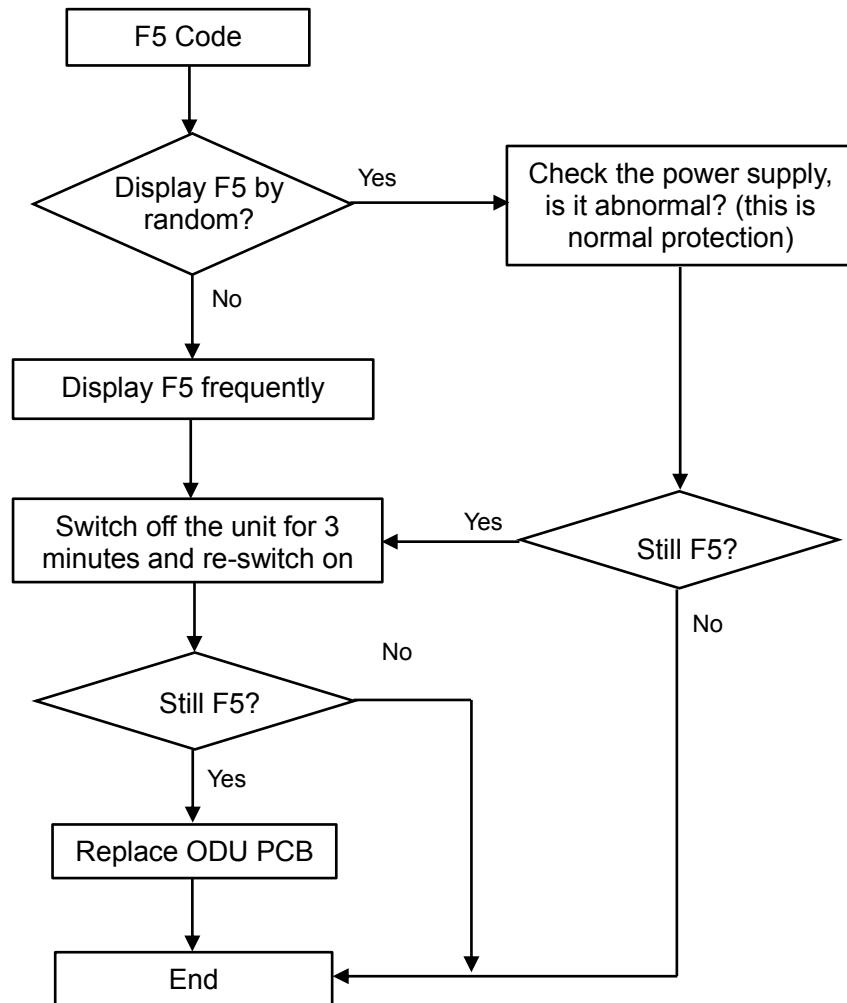 F5 Code
Display F5 by
random?
Yes
Check the power supply,
is it abnormal? (this is
normal protection)
No
Display F5 frequently
Switch off the unit for 3
minutes and re-switch on
Yes
Still F5?
No
No
Still F5?
Yes
Replace ODU PCB
End